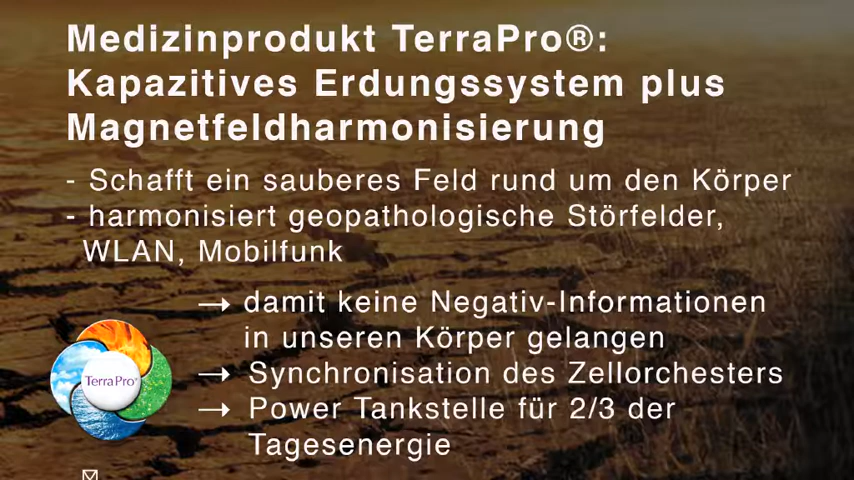 Medizinprodukt TerraPro®:
Kapazitives Erdungssystem plus
Magnetfeldharmonisierung
- Schafft ein sauberes Feld rund um den Körper
- harmonisiert geopathologische Störfelder,
WLAN, Mobilfunk
→ damit keine Negativ-Informationen
in unseren Körper gelangen
→ Synchronisation des Zellorchesters
TerraPro®
→ Power Tankstelle für 2/3 der
Tagesenergie